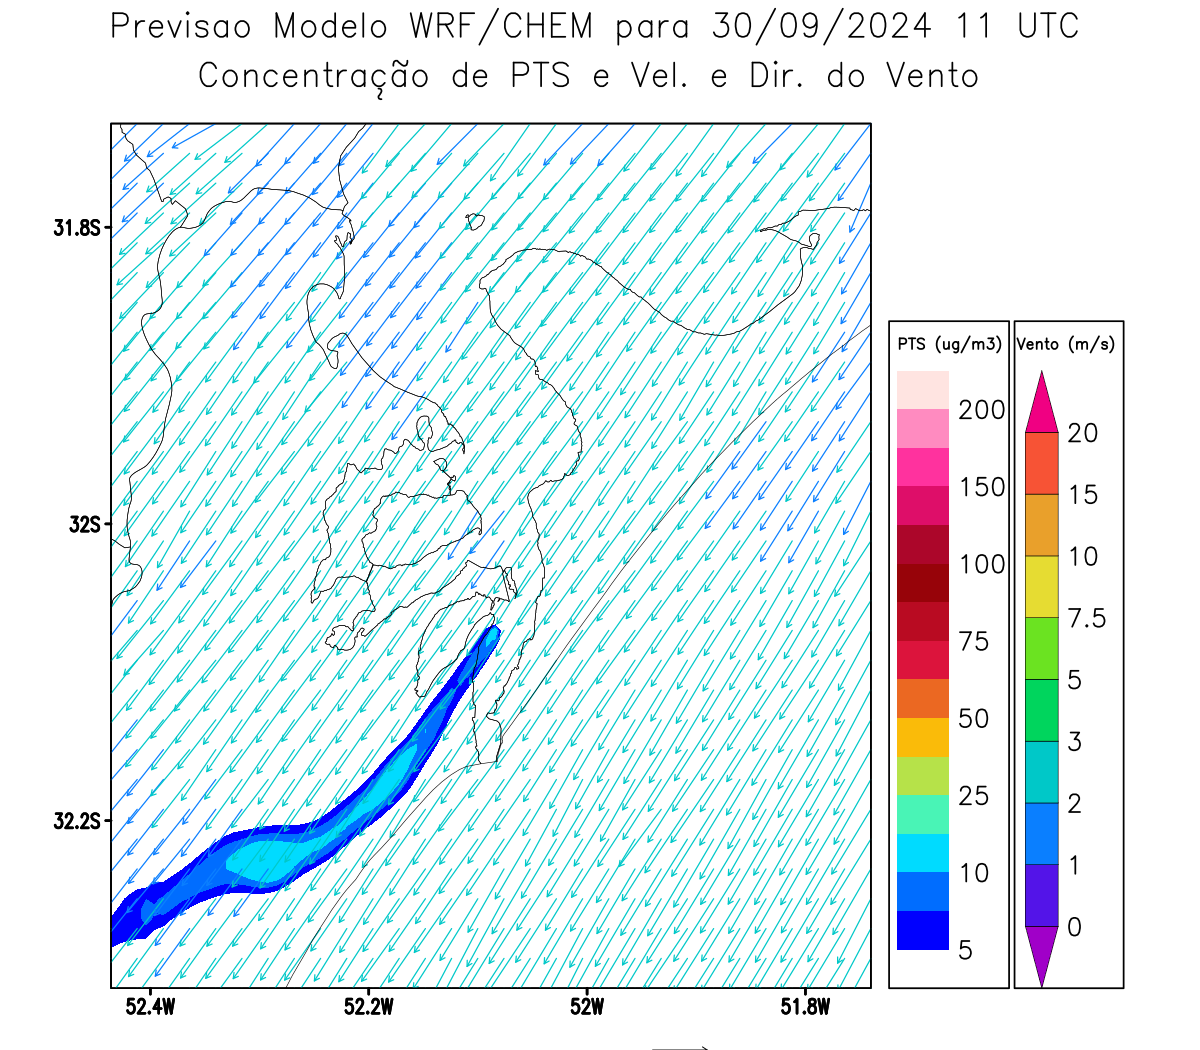 Previsao Modelo WRF/CHEM para 30/09/2024 11 UTC
Concentração de PTS e Vel. e Dir. do Vento
31.8S
32S
32.2S
52.4W 52.2W 52W 51.8W
PTS (ug/m3)
200
150
100
75
50
25
10
5
Vento (m/s)
20
15
10
7.5
5
3
2
1
0